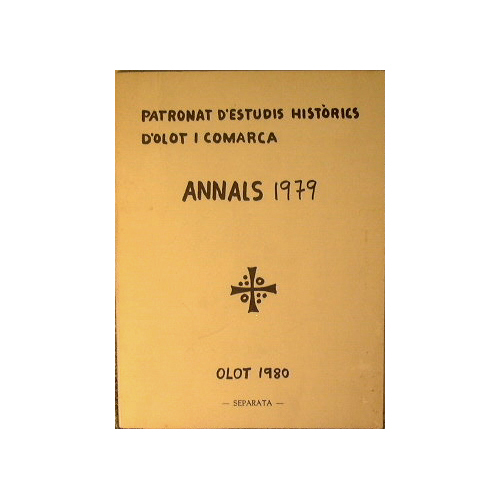 PATRONAT D'ESTUDIS HISTÒRICS
D'OLOT I COMARCA
ANNALS 1979
OLOT 1980
— SEPARATA —